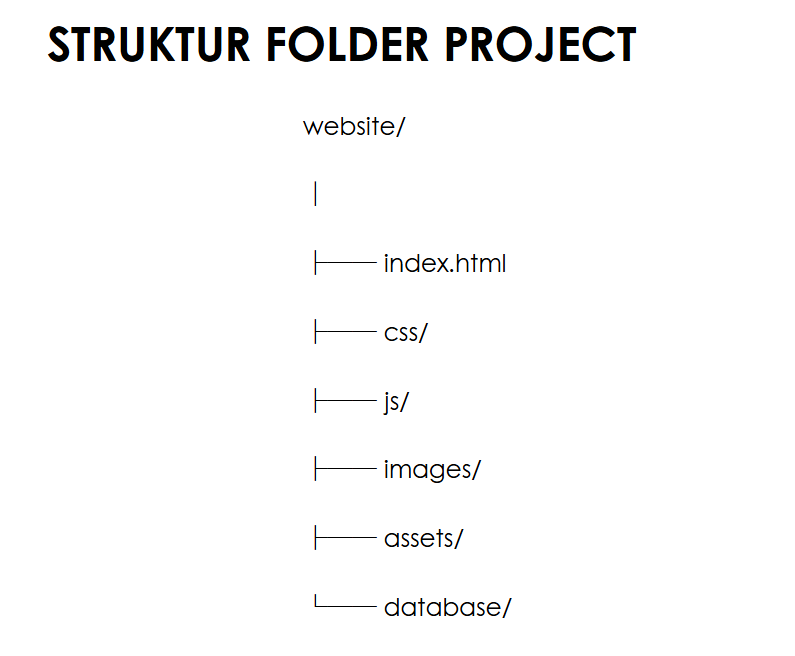 STRUKTUR FOLDER PROJECT
website/
│
├── index.html
├── css/
├── js/
├── images/
├── assets/
└── database/